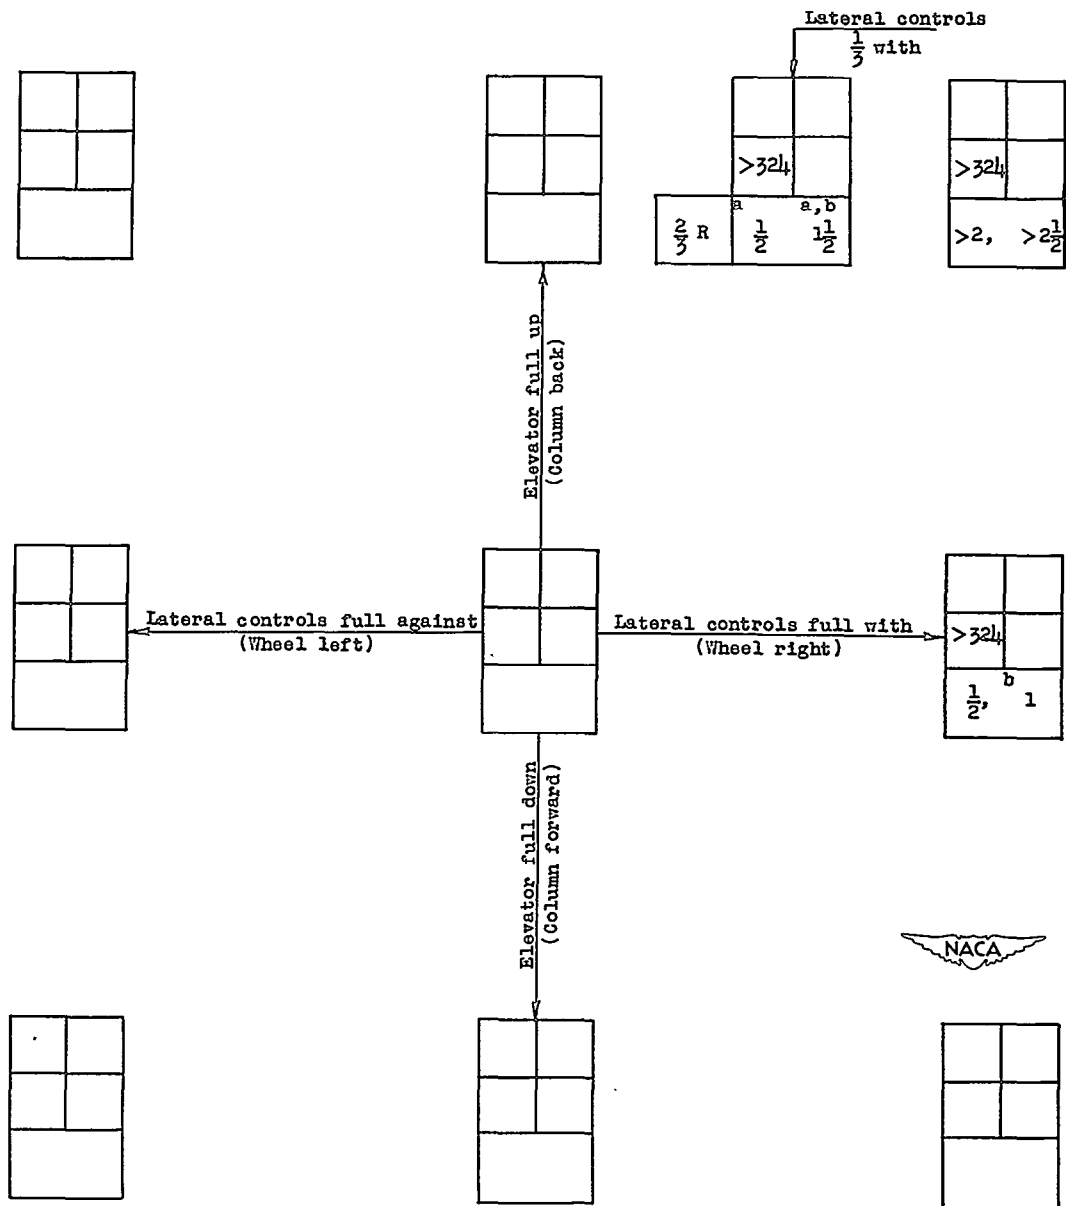 Lateral controls
1/3 with
>324
>324
a
a,b
2/3 R
1/2
1 1/2
>2, >2 1/2
Elevator full up
(Column back)
Lateral controls full against
(Wheel left)
Lateral controls full with
(Wheel right)
>324
b
1/2, 1
Elevator full down
(Column forward)
NACA